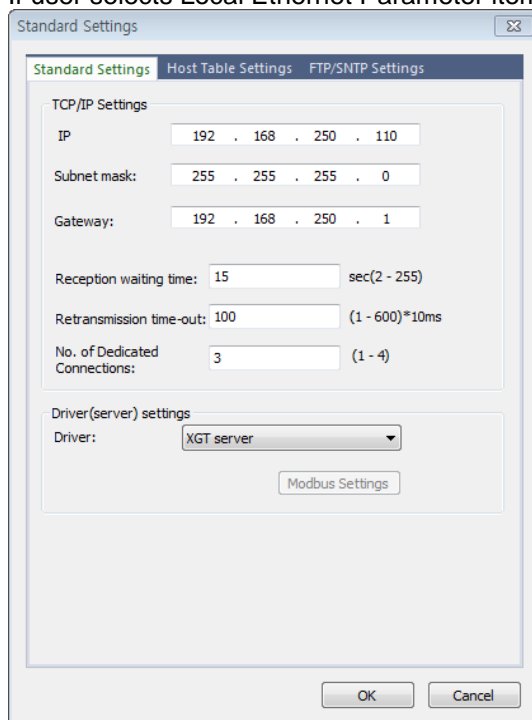 If user selects Local Ethernet Parameter item
Standard Settings
Standard Settings Host Table Settings FTP/SNTP Settings
TCP/IP Settings
IP 192 . 168 . 250 . 110
Subnet mask: 255 . 255 . 255 . 0
Gateway: 192 . 168 . 250 . 1
Reception waiting time: 15 sec(2 - 255)
Retransmission time-out: 100 (1 - 600)*10ms
No. of Dedicated
Connections: 3 (1 - 4)
Driver(server) settings
Driver: XGT server
Modbus Settings
OK Cancel